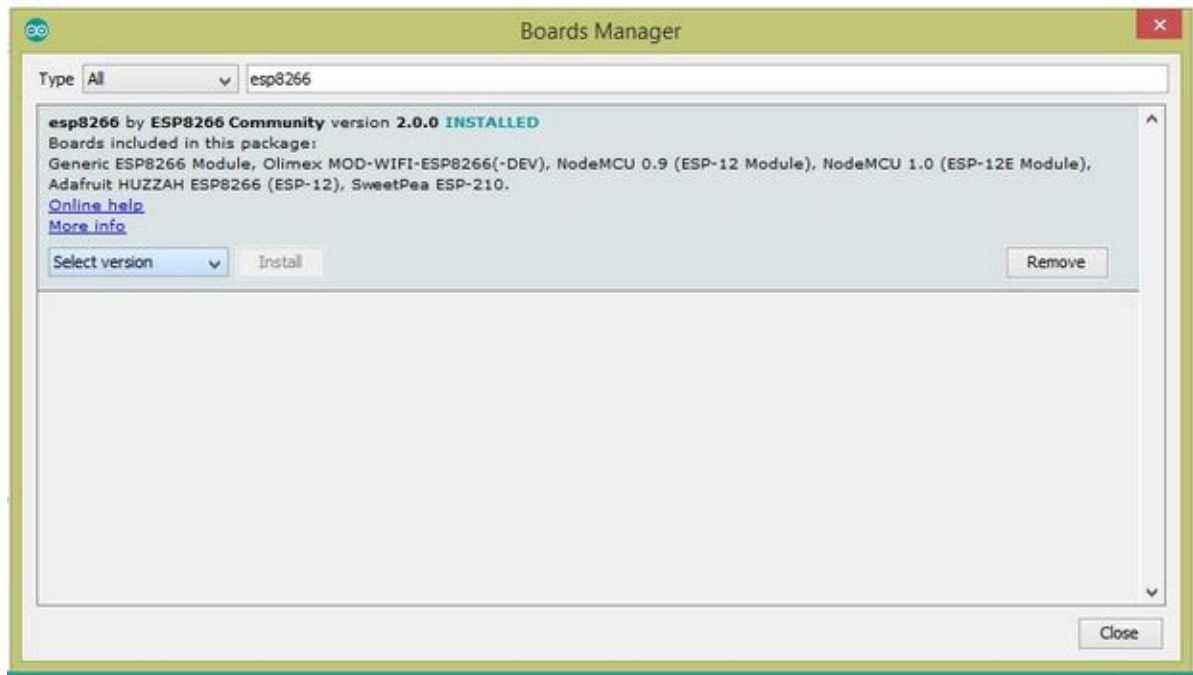 Boards Manager
Type All esp8266
esp8266 by ESP8266 Community version 2.0.0 INSTALLED
Boards included in this package:
Generic ESP8266 Module, Olimex MOD-WIFI-ESP8266(-DEV), NodeMCU 0.9 (ESP-12 Module), NodeMCU 1.0 (ESP-12E Module),
Adafruit HUZZAH ESP8266 (ESP-12), SweetPea ESP-210.
Online help
More info
Select version Install Remove
Close